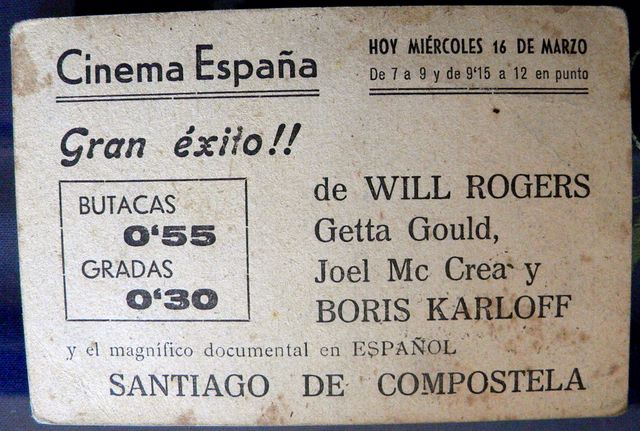 Cinema España
HOY MIÉRCOLES 16 DE MARZO
De 7 a 9 y de 9'15 a 12 en punto
Gran éxito!!
BUTACAS
0'55
GRADAS
0'30
de WILL ROGERS
Getta Gould,
Joel Mc Crea y
BORIS KARLOFF
y el magnífico documental en ESPAÑOL
SANTIAGO DE COMPOSTELA